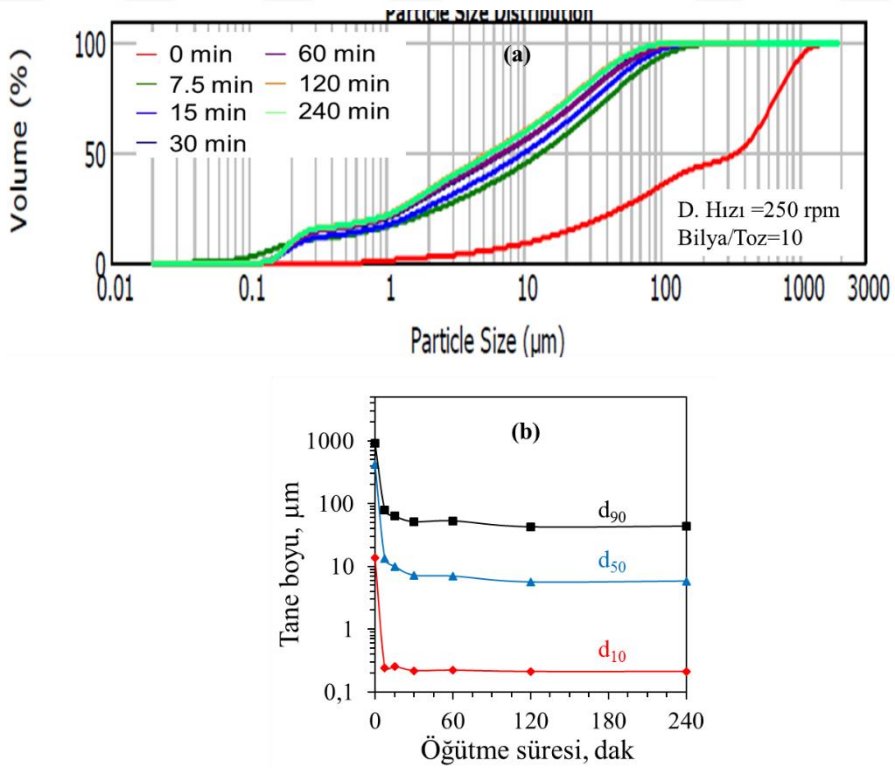 Particle Size Distribution
(a)
Volume (%)
100
50
0
0 min
7.5 min
15 min
30 min
60 min
120 min
240 min
D. Hızı =250 rpm
Bilya/Toz=10
0.01 0.1 1 10 100 1000 3000
Particle Size (µm)
(b)
Tane boyu, µm
1000
100
10
1
0,1
d90
d50
d10
0 60 120 180 240
Öğütme süresi, dak